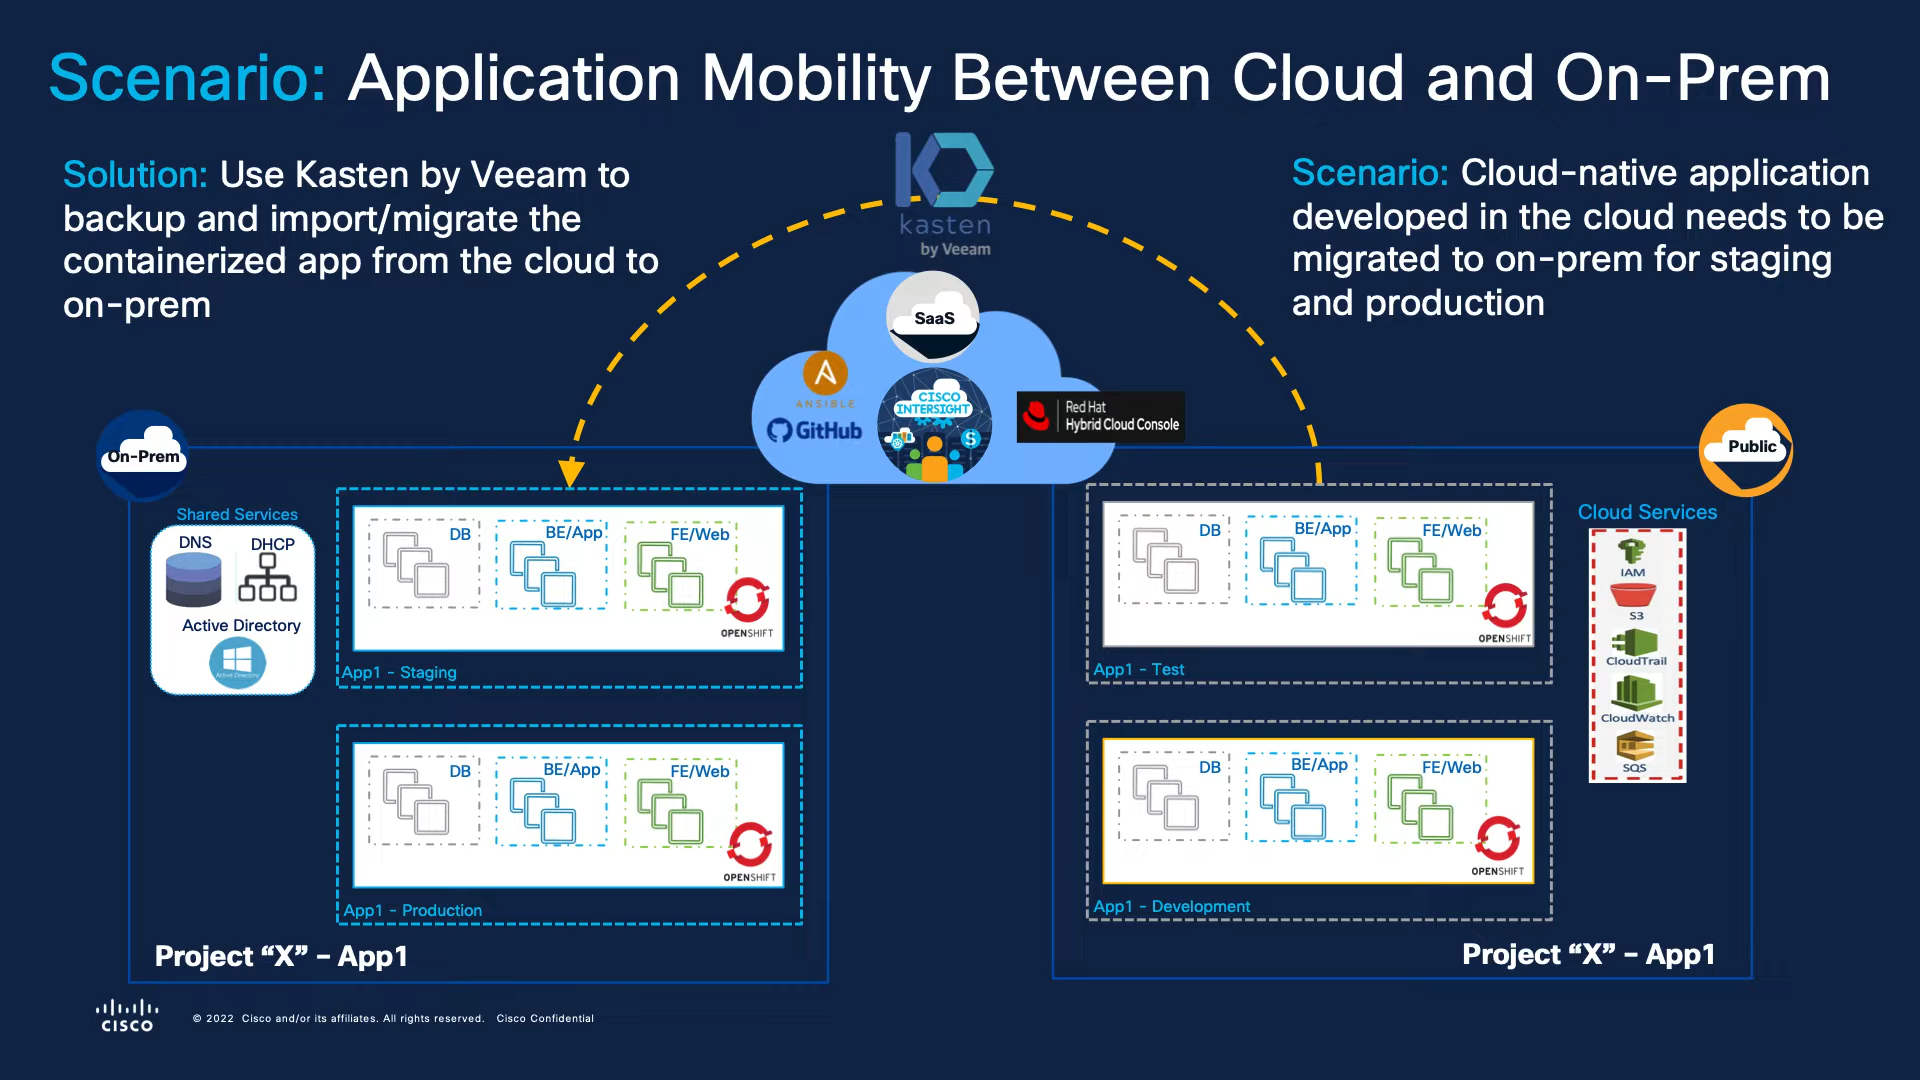 Scenario: Application Mobility Between Cloud and On-Prem
Solution: Use Kasten by Veeam to
backup and import/migrate the
containerized app from the cloud to
on-prem
kasten
by Veeam
Scenario: Cloud-native application
developed in the cloud needs to be
migrated to on-prem for staging
and production
SaaS
ANSIBLE
GitHub
CISCO
INTERSIGHT
Red Hat
Hybrid Cloud Console
On-Prem
Public
Shared Services
DNS
DHCP
Active Directory
Active Directory
DB
BE/App
FE/Web
OPENSHIFT
App1 - Staging
DB
BE/App
FE/Web
OPENSHIFT
App1 - Production
Project “X” – App1
DB
BE/App
FE/Web
OPENSHIFT
App1 - Test
DB
BE/App
FE/Web
OPENSHIFT
App1 - Development
Cloud Services
IAM
S3
CloudTrail
CloudWatch
SQS
Project “X” – App1
CISCO
© 2022 Cisco and/or its affiliates. All rights reserved. Cisco Confidential